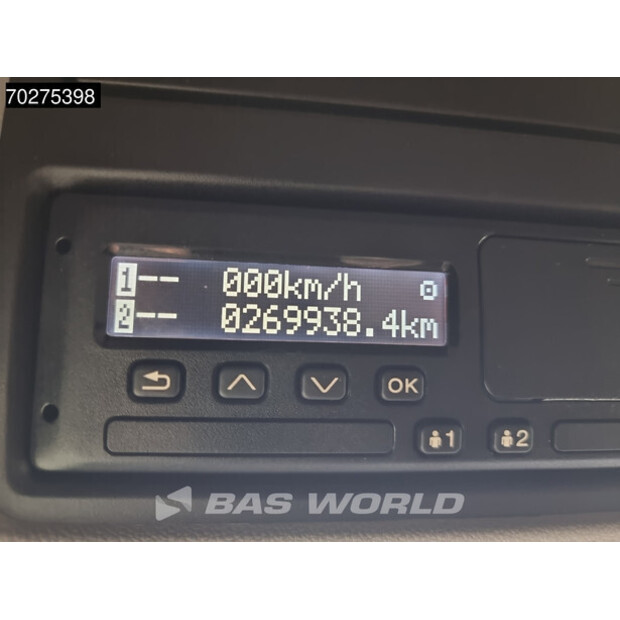 70275398
1-- 000km/h
2-- 0269938.4km
OK
1 2
BAS WORLD